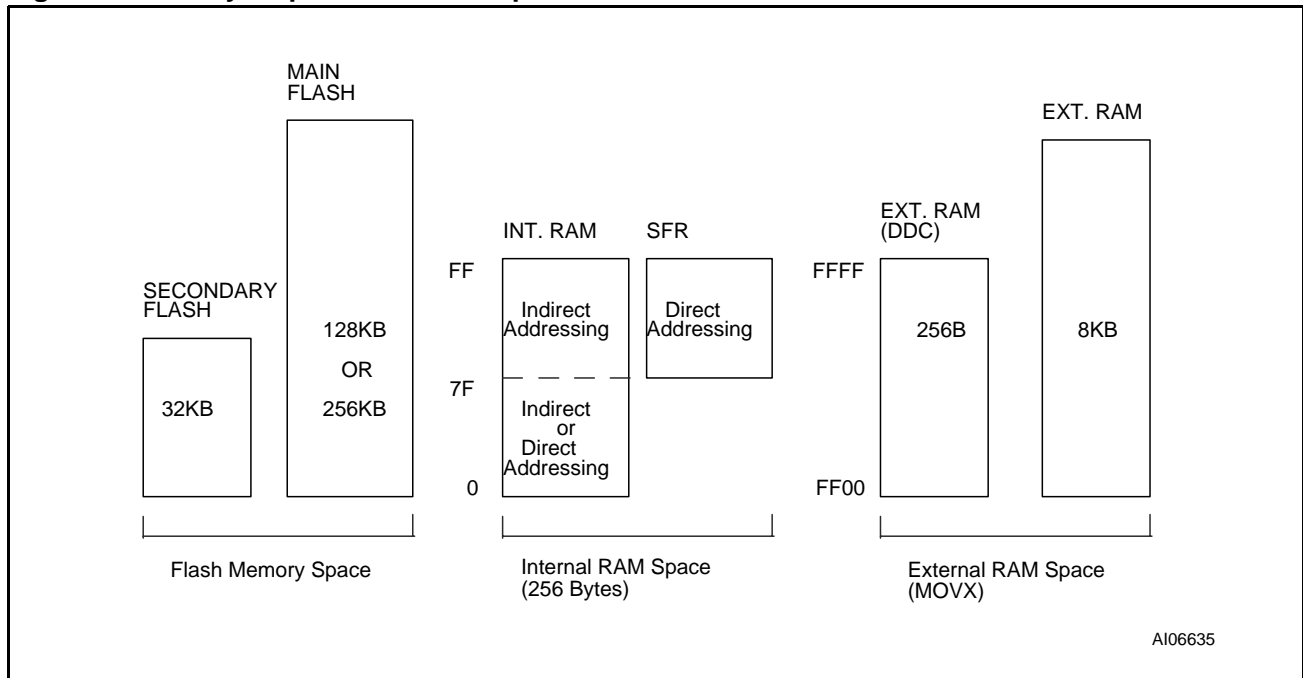 MAIN
FLASH
SECONDARY
FLASH
32KB
128KB
OR
256KB
Flash Memory Space
INT. RAM
SFR
FF
7F
0
Indirect
Addressing
Indirect
or
Direct
Addressing
Direct
Addressing
Internal RAM Space
(256 Bytes)
EXT. RAM
(DDC)
EXT. RAM
FFFF
FF00
256B
8KB
External RAM Space
(MOVX)
AI06635